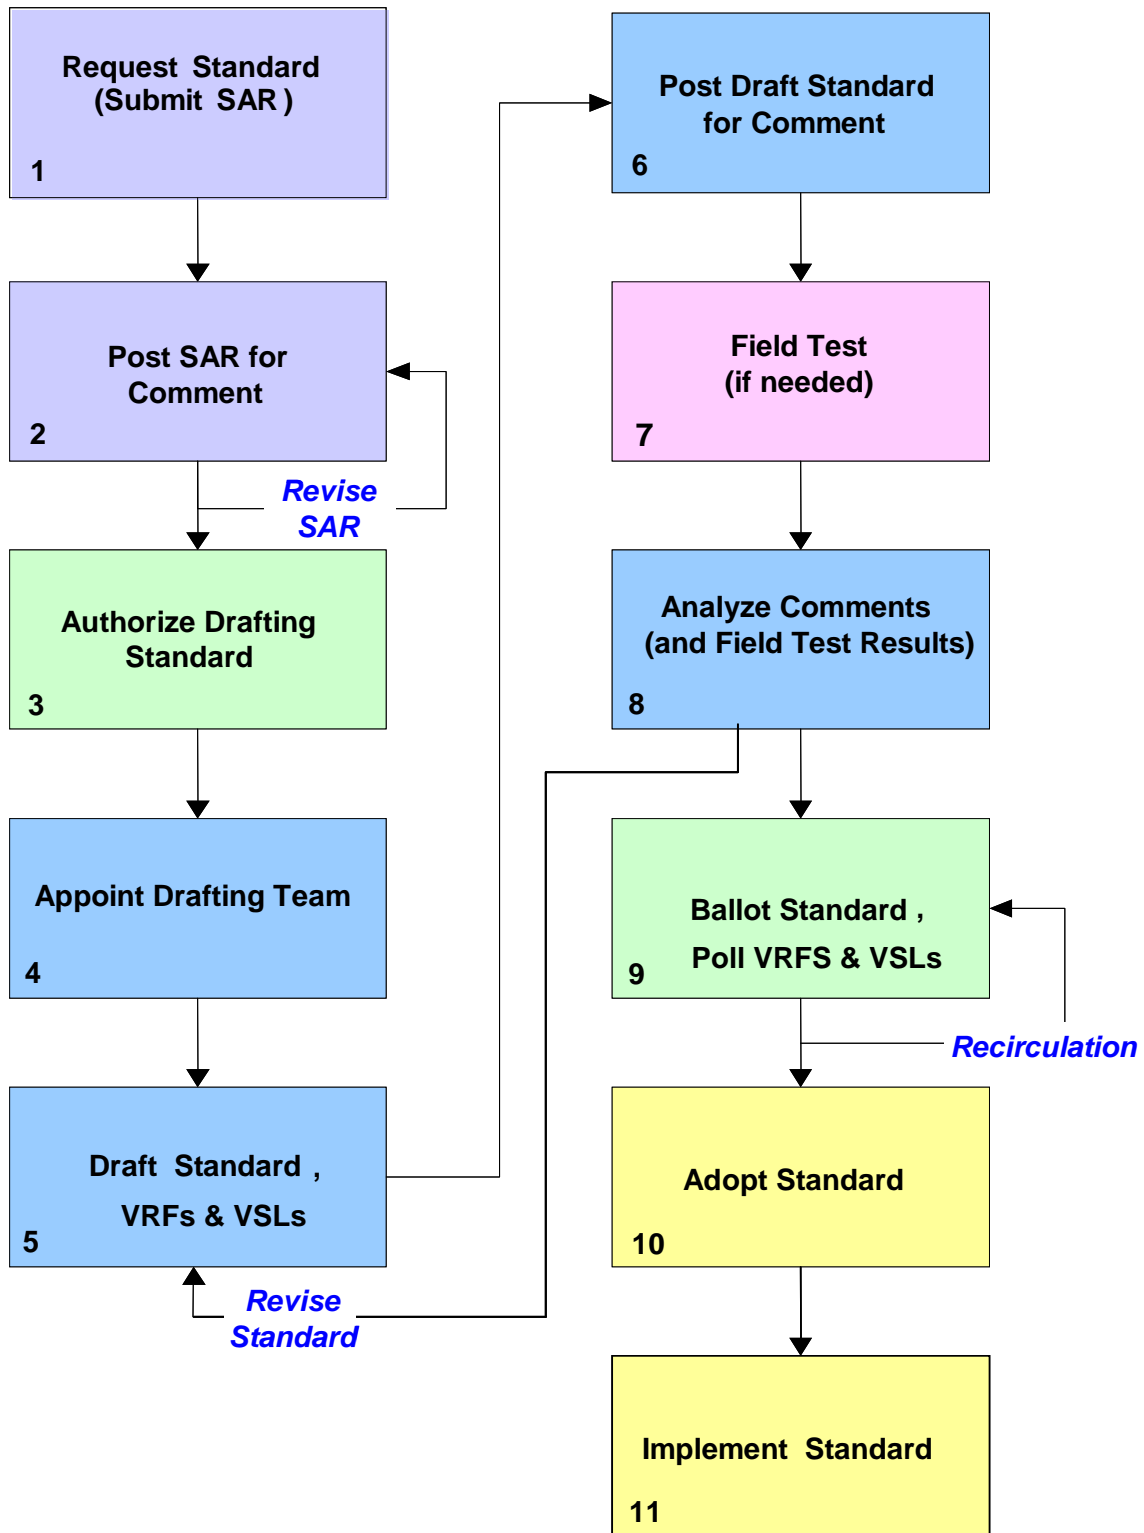 Request Standard
(Submit SAR)
1
Post SAR for
Comment
2
Revise
SAR
Authorize Drafting
Standard
3
Appoint Drafting Team
4
Draft Standard ,
VRFs & VSLs
5
Revise
Standard
Post Draft Standard
for Comment
6
Field Test
(if needed)
7
Analyze Comments
(and Field Test Results)
8
Ballot Standard ,
Poll VRFS & VSLs
9
Recirculation
Adopt Standard
10
Implement Standard
11